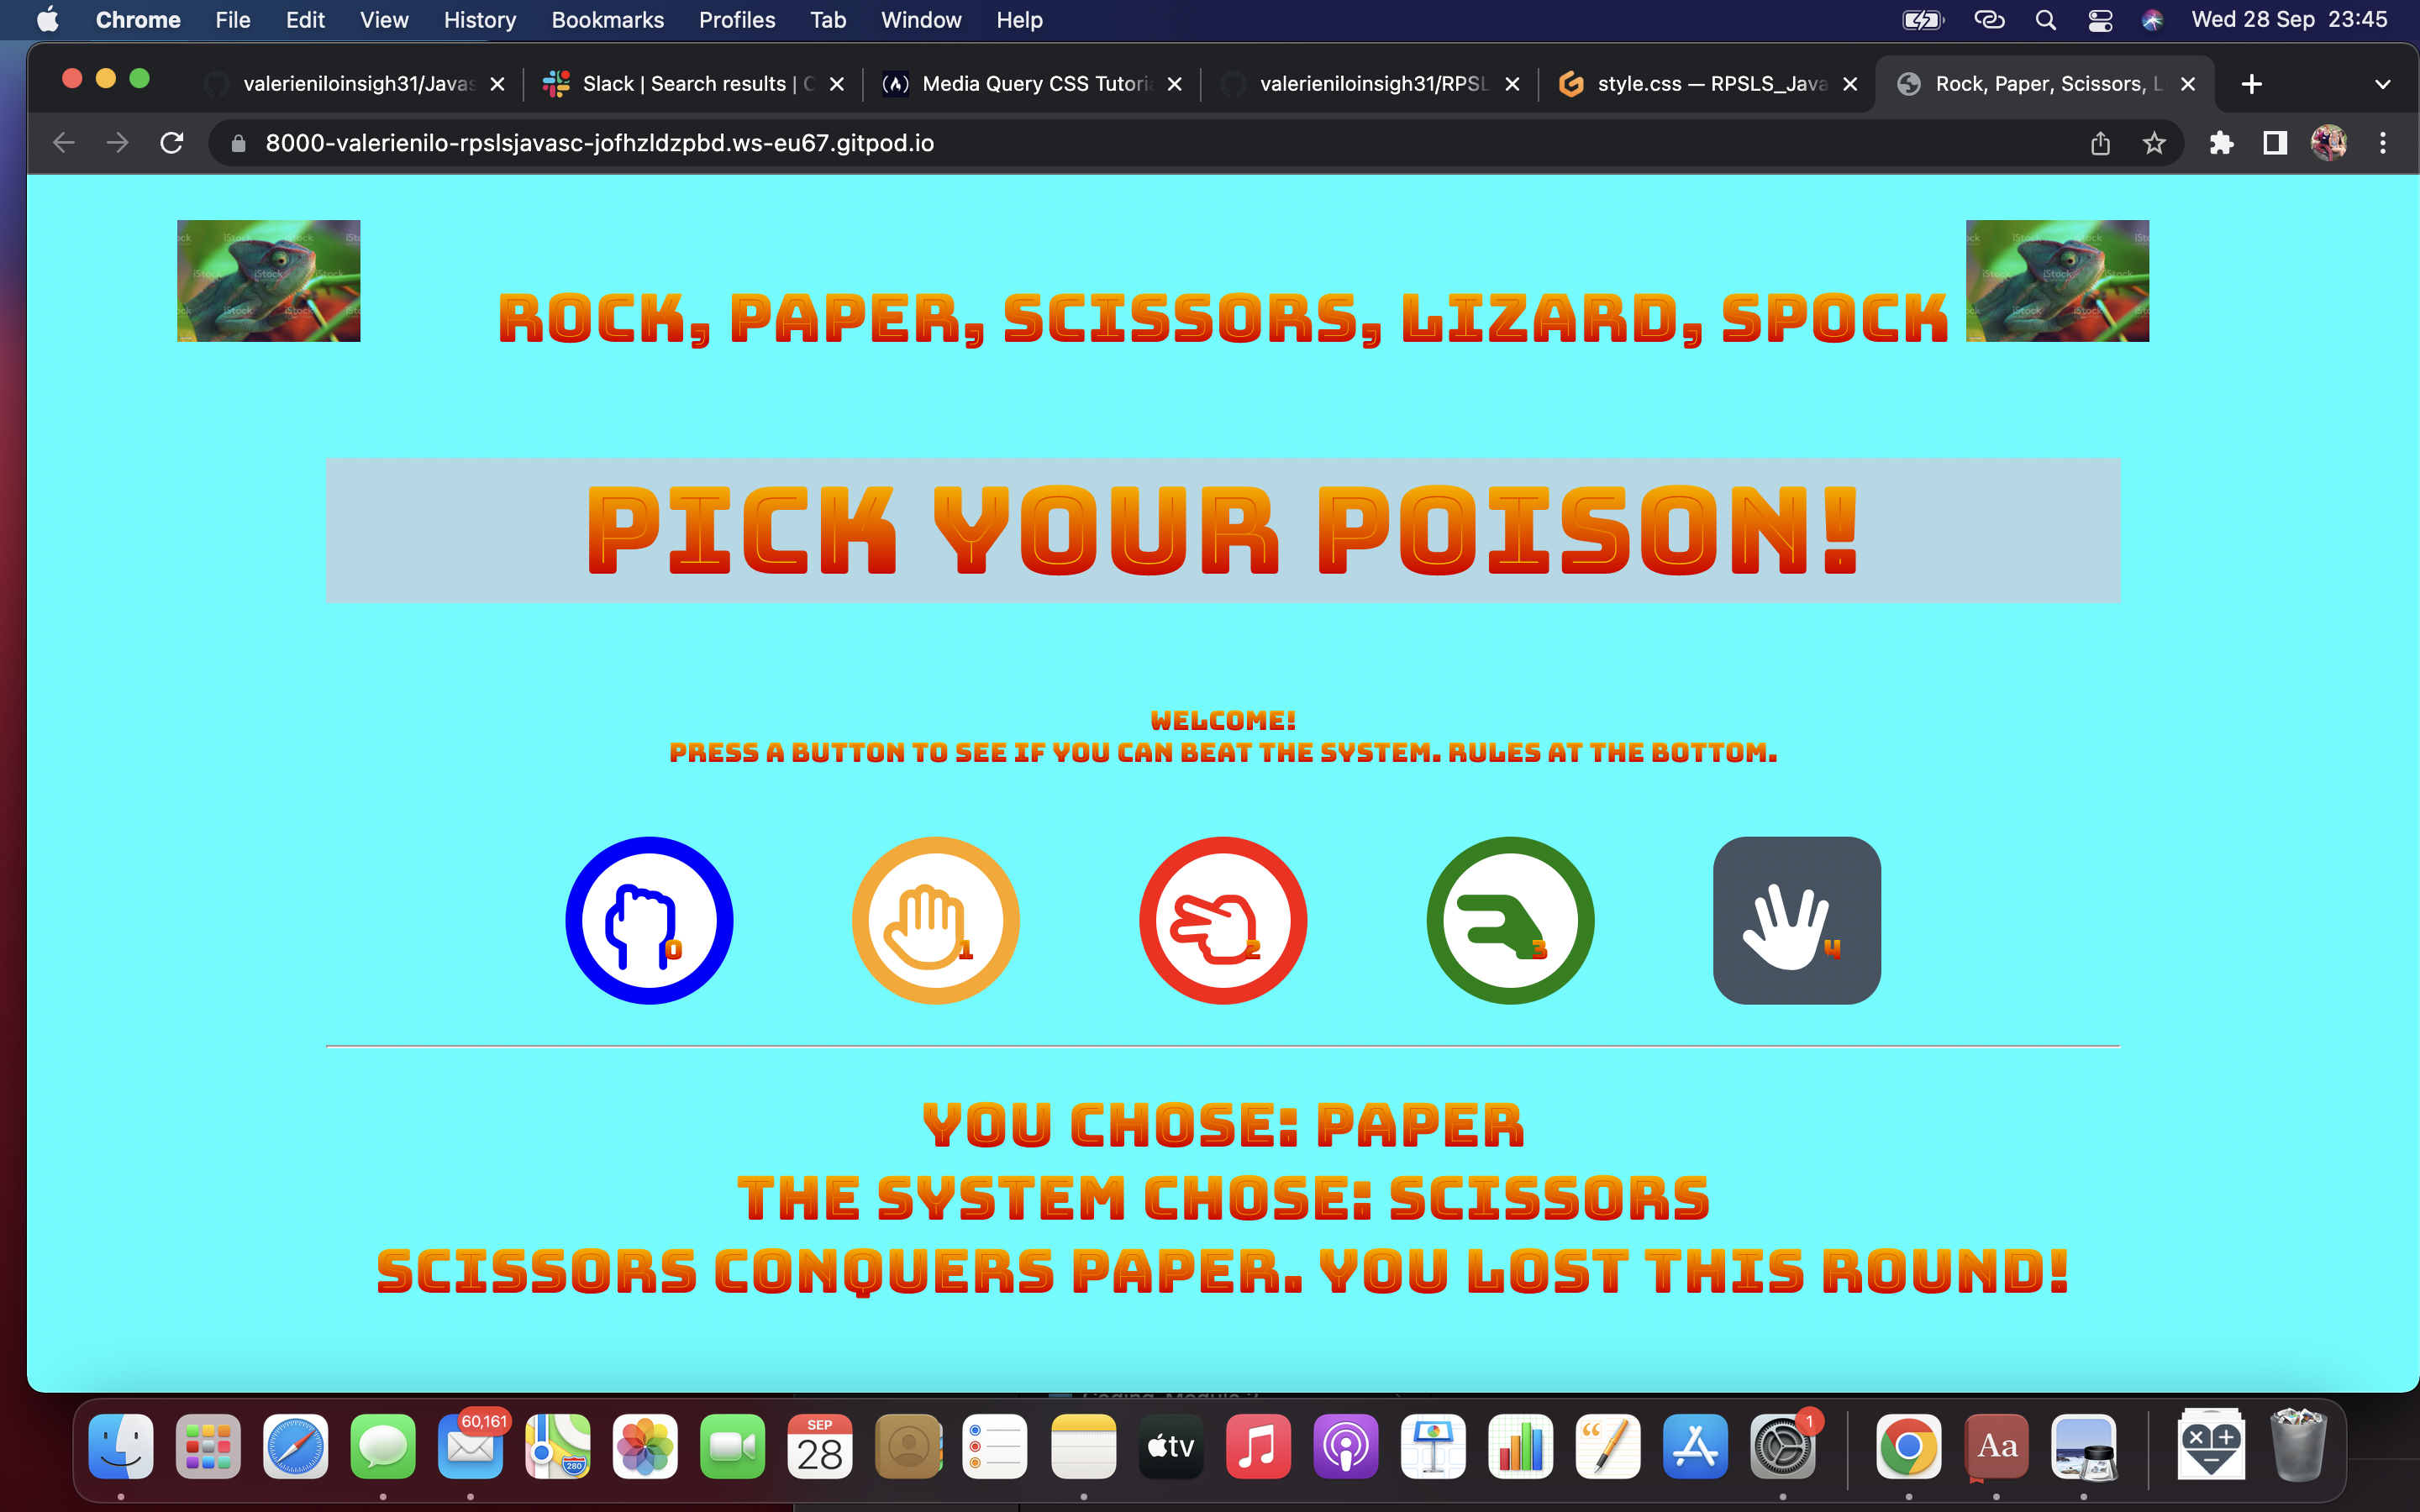 Chrome File Edit View History Bookmarks Profiles Tab Window Help Wed 28 Sep 23:45
valerieniloinsigh31/Javas Slack | Search results | C Media Query CSS Tutori valerieniloinsigh31/RPSL style.css — RPSLS_Java Rock, Paper, Scissors, L
8000-valerienilo-rpslsjavasc-jofhzldzpbd.ws-eu67.gitpod.io
iStock
iStock
ROCK, PAPER, SCISSORS, LIZARD, SPOCK
PICK YOUR POISON!
WELCOME!
PRESS A BUTTON TO SEE IF YOU CAN BEAT THE SYSTEM. RULES AT THE BOTTOM.
0 1 2 3 4
YOU CHOSE: PAPER
THE SYSTEM CHOSE: SCISSORS
SCISSORS CONQUERS PAPER. YOU LOST THIS ROUND!
60,161
280
SEP
28
tv
1
Aa